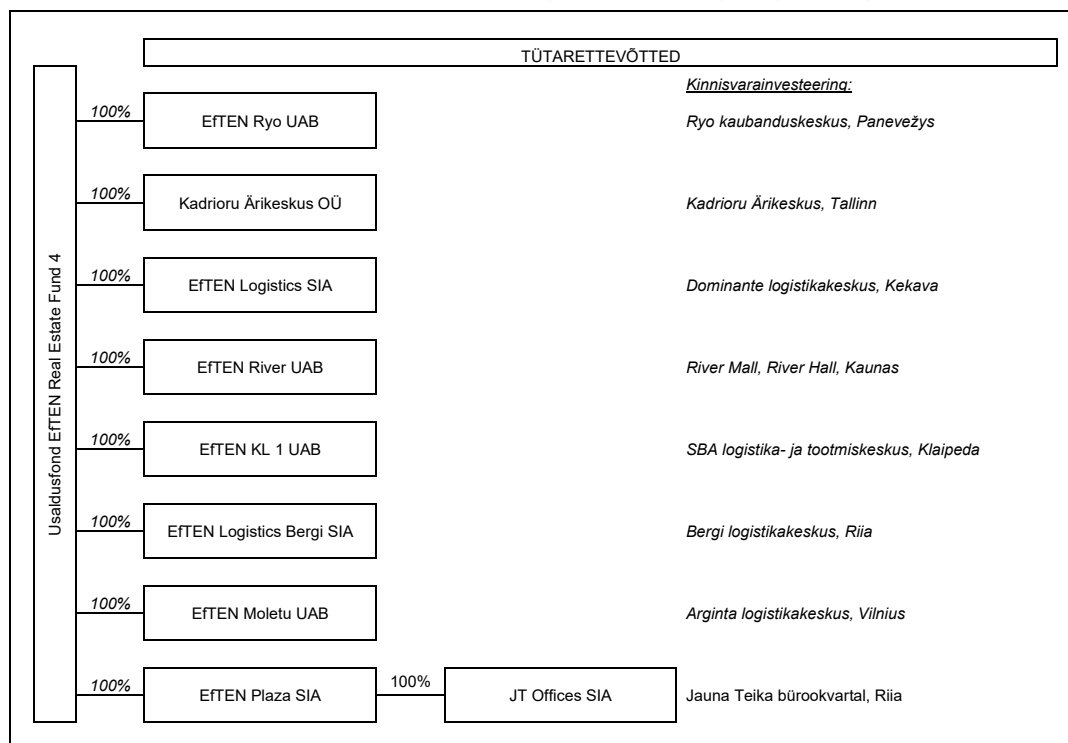 TÜTARETTEVÕTTED
Usaldusfond EfTEN Real Estate Fund 4
Kinnisvarainvesteering:
100%
EfTEN Ryo UAB
Ryo kaubanduskeskus, Panevežys
100%
Kadrioru Ärikeskus OÜ
Kadrioru Ärikeskus, Tallinn
100%
EfTEN Logistics SIA
Dominante logistikakeskus, Kekava
100%
EfTEN River UAB
River Mall, River Hall, Kaunas
100%
EfTEN KL 1 UAB
SBA logistika- ja tootmiskeskus, Klaipeda
100%
EfTEN Logistics Bergi SIA
Bergi logistikakeskus, Riia
100%
EfTEN Moletu UAB
Arginta logistikakeskus, Vilnius
100%
EfTEN Plaza SIA
100%
JT Offices SIA
Jauna Teika bürookvartal, Riia